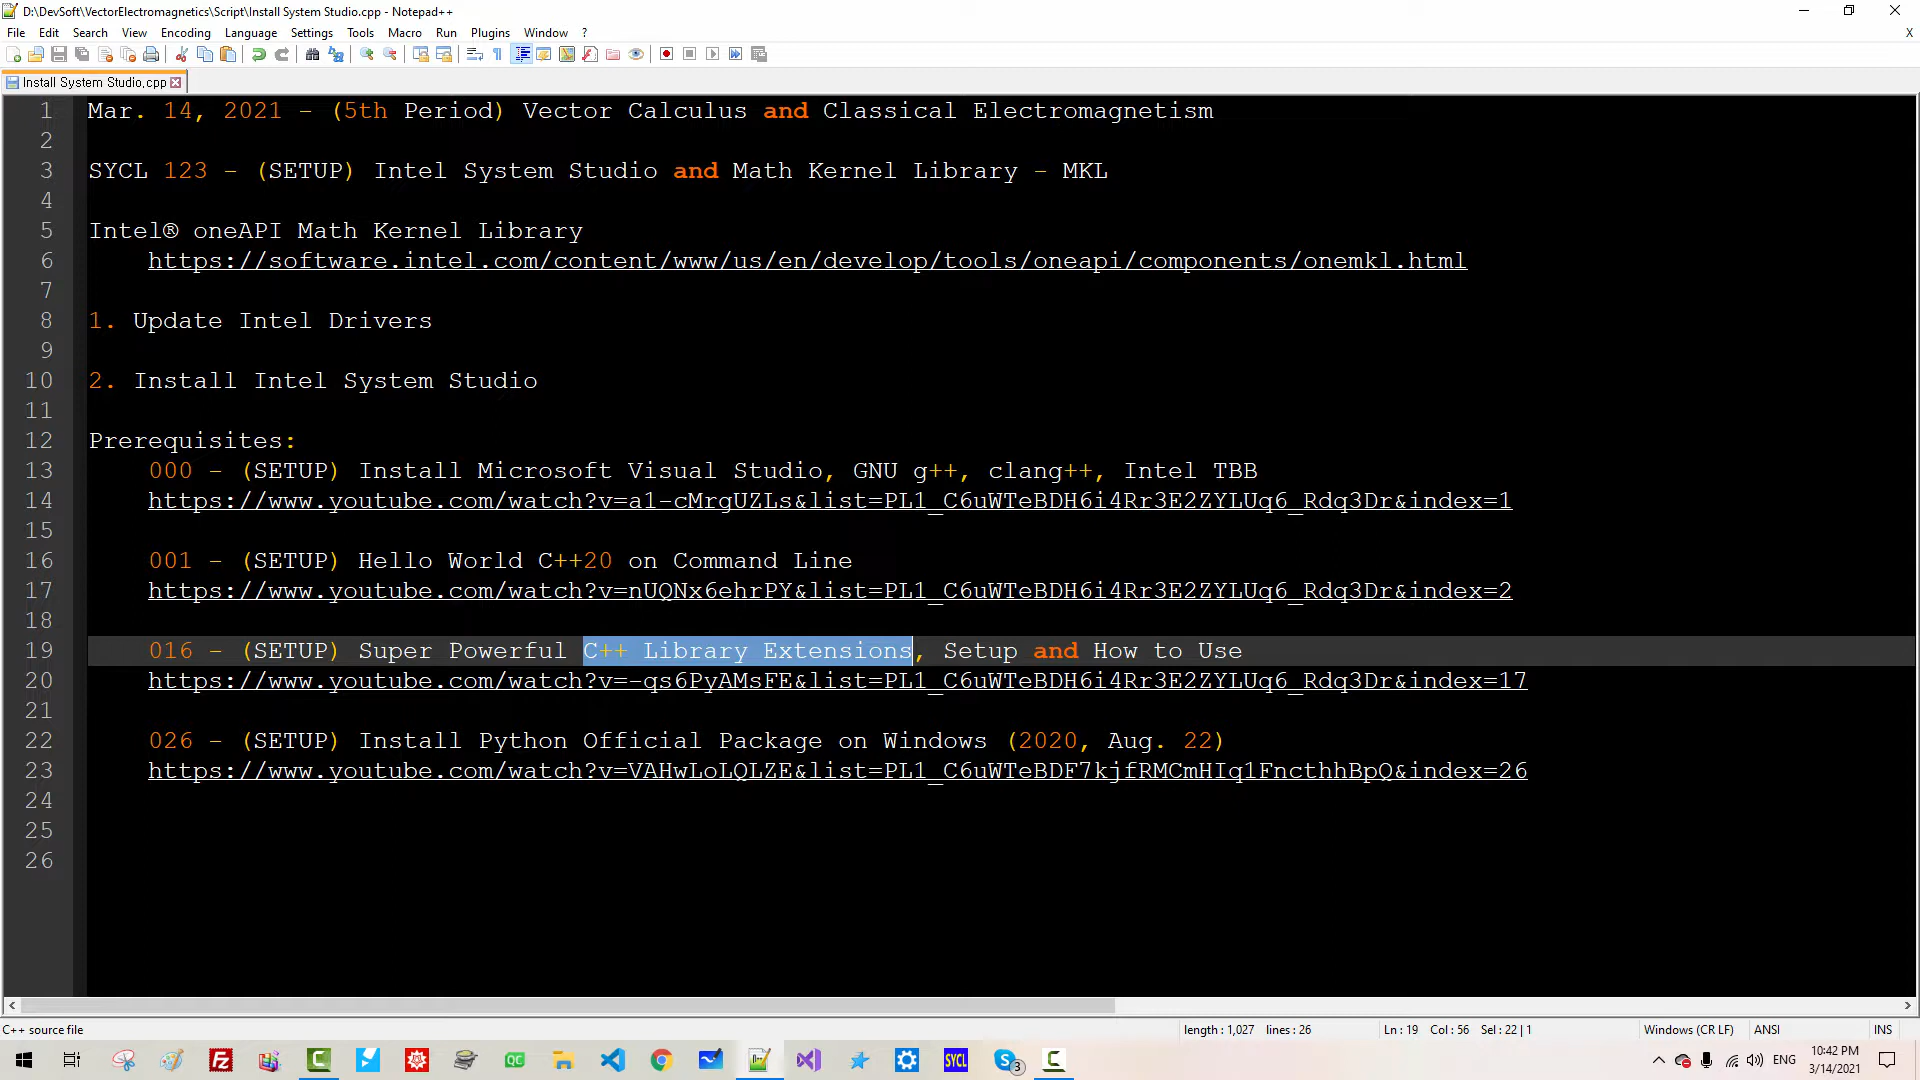 D:\DevSoft\VectorElectromagnetics\Script\Install System Studio.cpp - Notepad++
File Edit Search View Encoding Language Settings Tools Macro Run Plugins Window ? X
Install System Studio.cpp
1 Mar. 14, 2021 - (5th Period) Vector Calculus and Classical Electromagnetism
2
3 SYCL 123 - (SETUP) Intel System Studio and Math Kernel Library - MKL
4
5 Intel® oneAPI Math Kernel Library
6 https://software.intel.com/content/www/us/en/develop/tools/oneapi/components/onemkl.html
7
8 1. Update Intel Drivers
9
10 2. Install Intel System Studio
11
12 Prerequisites:
13 000 - (SETUP) Install Microsoft Visual Studio, GNU g++, clang++, Intel TBB
14 https://www.youtube.com/watch?v=a1-cMrgUZLs&list=PL1_C6uWTeBDH6i4Rr3E2ZYLUq6_Rdq3Dr&index=1
15
16 001 - (SETUP) Hello World C++20 on Command Line
17 https://www.youtube.com/watch?v=nUQNx6ehrPY&list=PL1_C6uWTeBDH6i4Rr3E2ZYLUq6_Rdq3Dr&index=2
18
19 016 - (SETUP) Super Powerful C++ Library Extensions, Setup and How to Use
20 https://www.youtube.com/watch?v=-qs6PyAMsFE&list=PL1_C6uWTeBDH6i4Rr3E2ZYLUq6_Rdq3Dr&index=17
21
22 026 - (SETUP) Install Python Official Package on Windows (2020, Aug. 22)
23 https://www.youtube.com/watch?v=VAHwLoLQLZE&list=PL1_C6uWTeBDF7kjfRMCmHIq1FncthhBpQ&index=26
24
25
26
C++ source file length : 1,027 lines : 26 Ln : 19 Col : 56 Sel : 22 | 1 Windows (CR LF) ANSI INS
QC SYCL 3 ENG 10:42 PM
3/14/2021